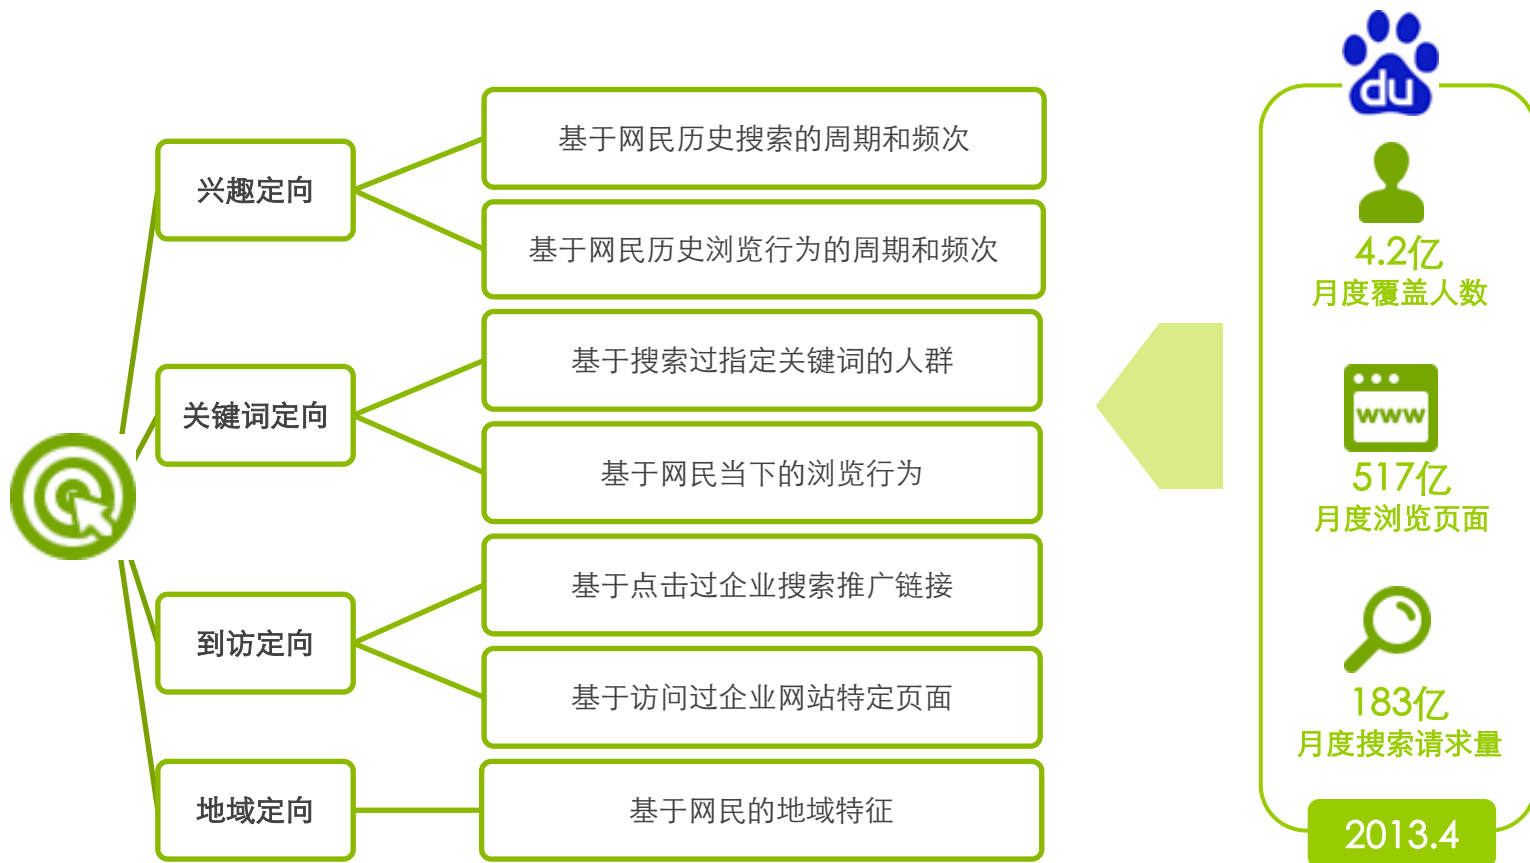 兴趣定向
基于网民历史搜索的周期和频次
基于网民历史浏览行为的周期和频次
关键词定向
基于搜索过指定关键词的人群
基于网民当下的浏览行为
到访定向
基于点击过企业搜索推广链接
基于访问过企业网站特定页面
地域定向
基于网民的地域特征
du
4.2亿
月度覆盖人数
www
517亿
月度浏览页面
183亿
月度搜索请求量
2013.4